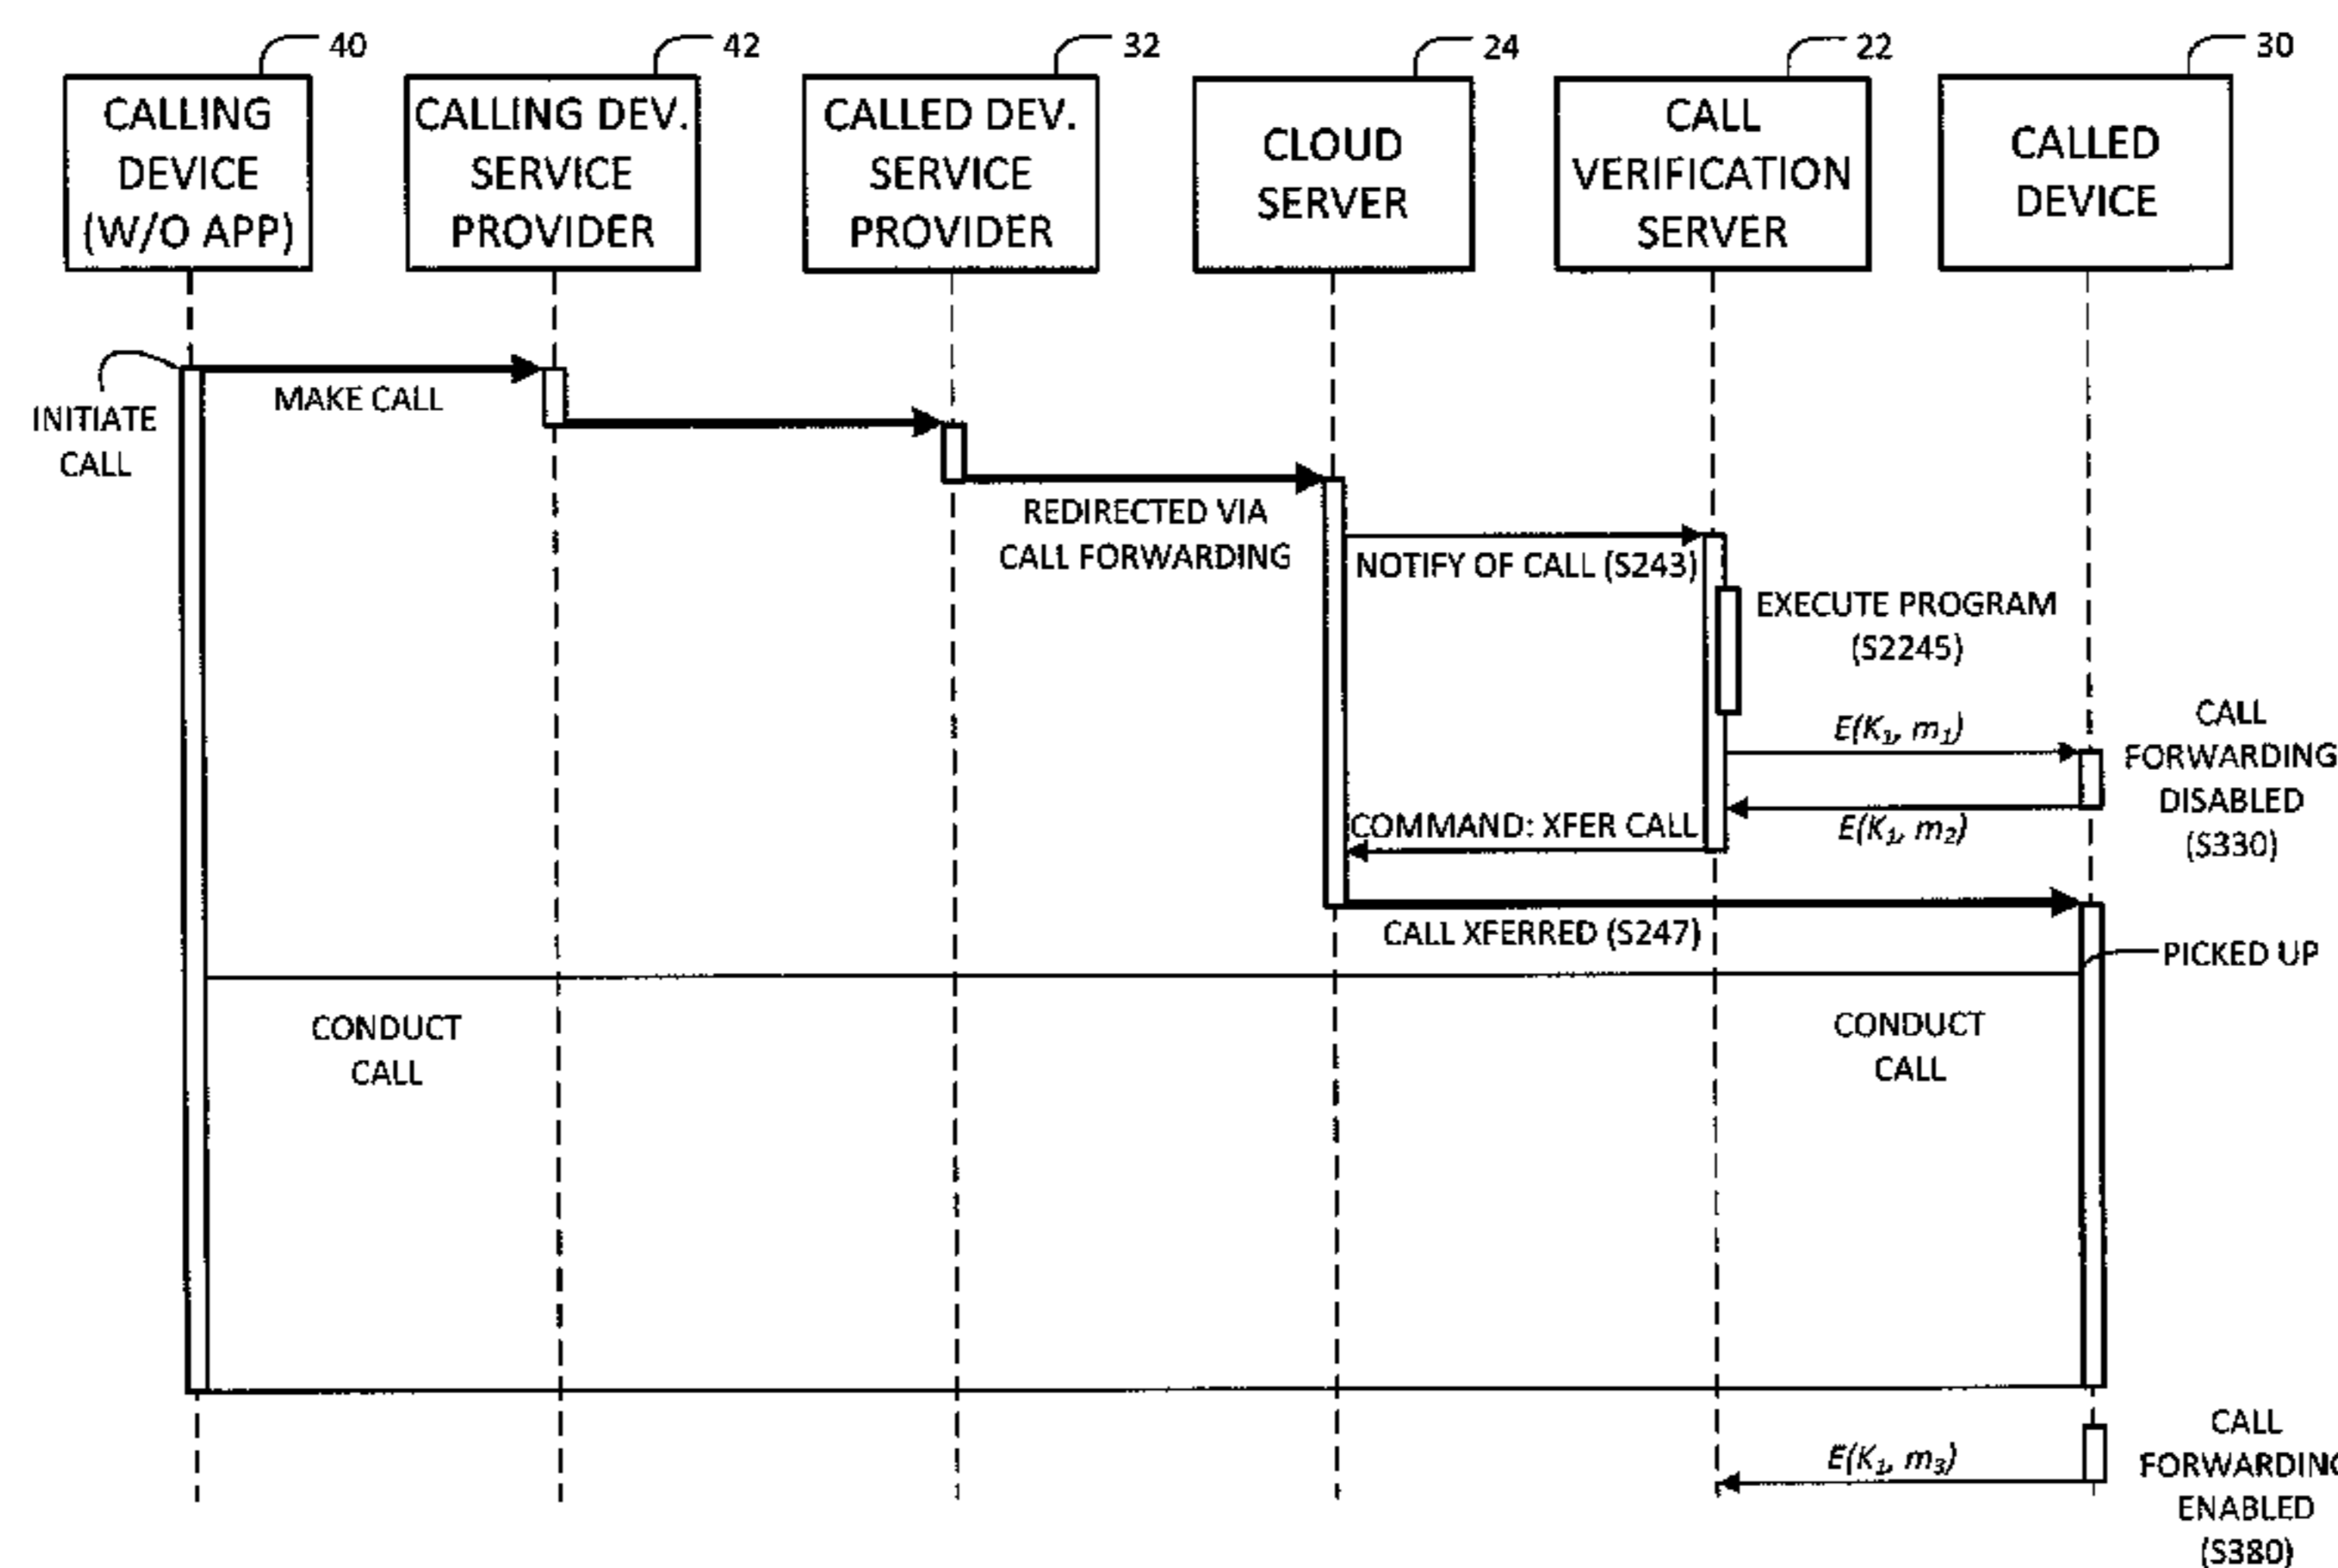 40
42
32
24
22
30
CALLING
DEVICE
(W/O APP)
CALLING DEV.
SERVICE
PROVIDER
CALLED DEV.
SERVICE
PROVIDER
CLOUD
SERVER
CALL
VERIFICATION
SERVER
CALLED
DEVICE
INITIATE
CALL
MAKE CALL
REDIRECTED VIA
CALL FORWARDING
NOTIFY OF CALL (S243)
EXECUTE PROGRAM
(S2245)
E(K₁, m₁)
CALL
FORWARDING
DISABLED
(S330)
E(K₁, m₂)
COMMAND: XFER CALL
CALL XFERRED (S247)
PICKED UP
CONDUCT
CALL
CONDUCT
CALL
E(K₁, m₃)
CALL
FORWARDING
ENABLED
(S380)